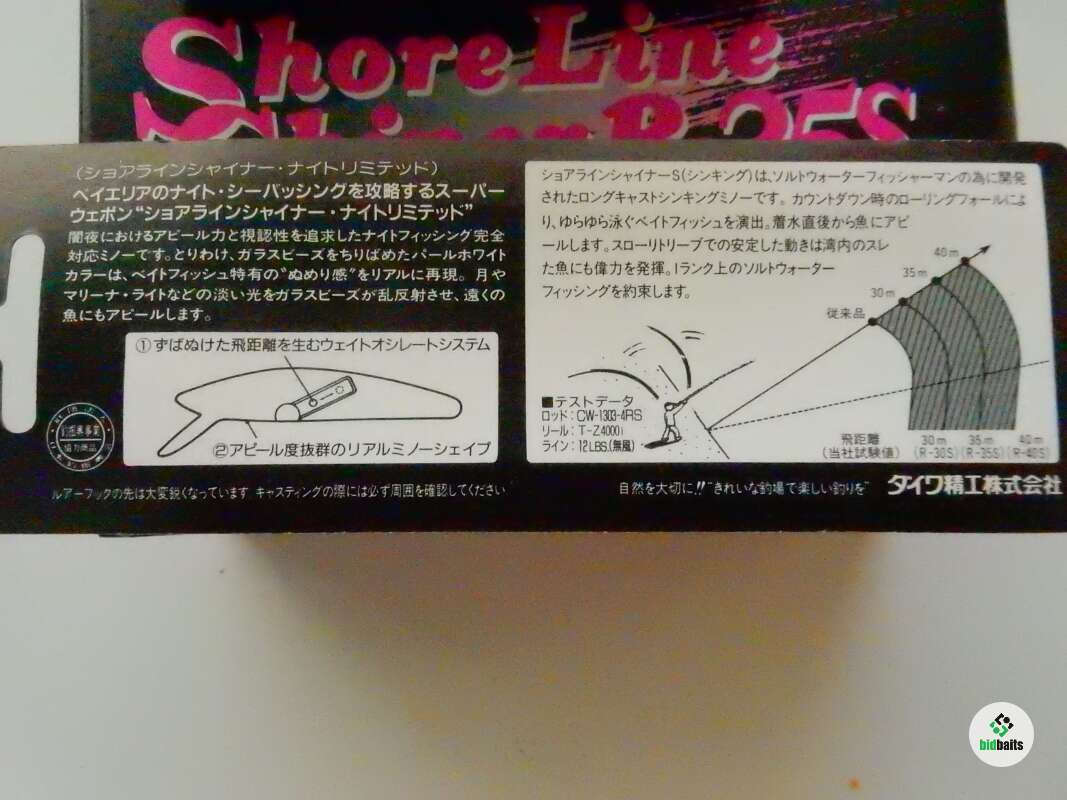 Shore Line
Shiner R-35S
(ショアラインシャイナー・ナイトリミテッド)
ベイエリアのナイト・シーバッシングを攻略するスーパー
ウェポン“ショアラインシャイナー・ナイトリミテッド”
闇夜におけるアピール力と視認性を追求したナイトフィッシング完全
対応ミノーです。とりわけ、ガラスビーズをちりばめたパールホワイト
カラーは、ベイトフィッシュ特有の“ぬめり感”をリアルに再現。月や
マリーナ・ライトなどの淡い光をガラスビーズが乱反射させ、遠くの
魚にもアピールします。
①ずばぬけた飛距離を生むウェイトオシレートシステム
②アピール度抜群のリアルミノーシェイプ
協力商品
ルアーフックの先は大変鋭くなっています キャスティングの際には必ず周囲を確認してください
ショアラインシャイナーS(シンキング)は、ソルトウォーターフィッシャーマンの為に開発
されたロングキャストシンキングミノーです。カウントダウン時のローリングフォールによ
り、ゆらゆら泳ぐベイトフィッシュを演出。着水直後から魚にアピ
ールします。スローリトリーブでの安定した動きは湾内のスレ
た魚にも偉力を発揮。1ランク上のソルトウォーター
フィッシングを約束します。
40m
35m
30m
従来品
■テストデータ
ロッド:CW-1303-4RS
リール:T-Z4000i
ライン:12LBS.(無風)
飛距離 30m 35m 40m
(当社試験値) (R-30S) (R-35S) (R-40S)
自然を大切に!!“きれいな釣場で楽しい釣りを” ダイワ精工株式会社
bidbaits